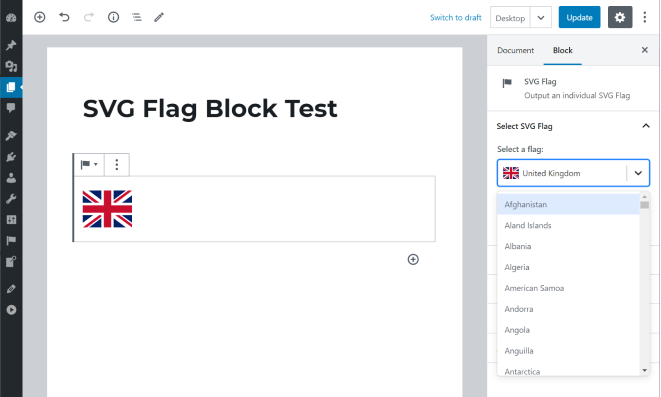 Switch to draft
Desktop
Update
Document
Block
SVG Flag Block Test
SVG Flag
Output an individual SVG Flag
Select SVG Flag
Select a flag:
United Kingdom
Afghanistan
Aland Islands
Albania
Algeria
American Samoa
Andorra
Angola
Anguilla
Antarctica